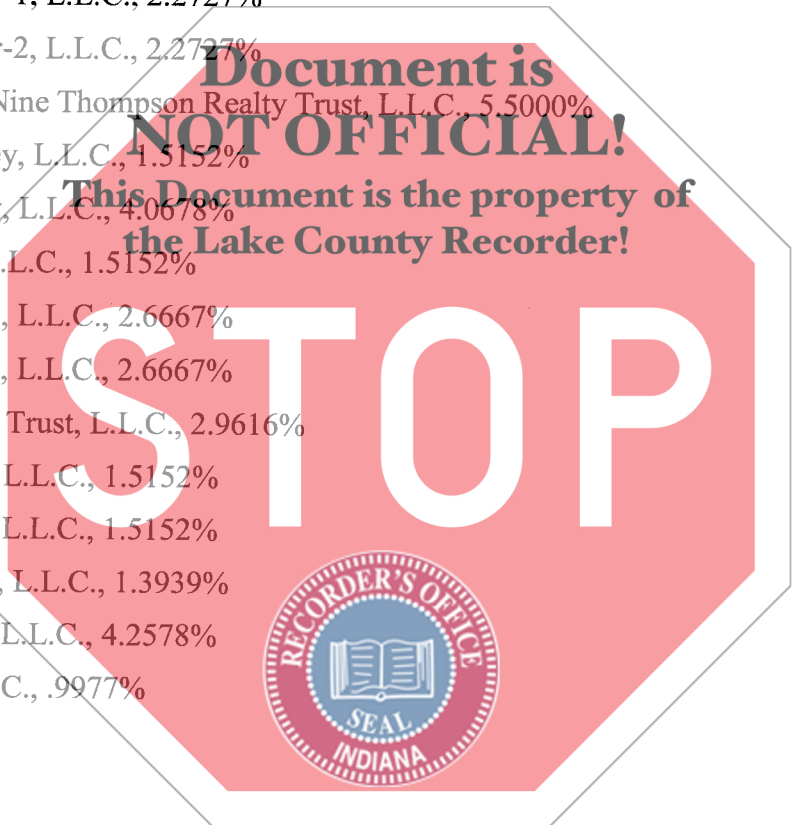 L.L.C., 2.2727%
-2, L.L.C., 2.2727%
Document is
Nine Thompson Realty Trust, L.L.C., 5.5000%
NOT OFFICIAL!
L.L.C., 1.5152%
This Document is the property of
L.L.C., 4.0678%
the Lake County Recorder!
L.C., 1.5152%
, L.L.C., 2.6667%
STOP
, L.L.C., 2.6667%
Trust, L.L.C., 2.9616%
L.L.C., 1.5152%
L.L.C., 1.5152%
, L.L.C., 1.3939%
RECORDER'S OFFICE
L.L.C., 4.2578%
C., .9977%
SEAL
INDIANA